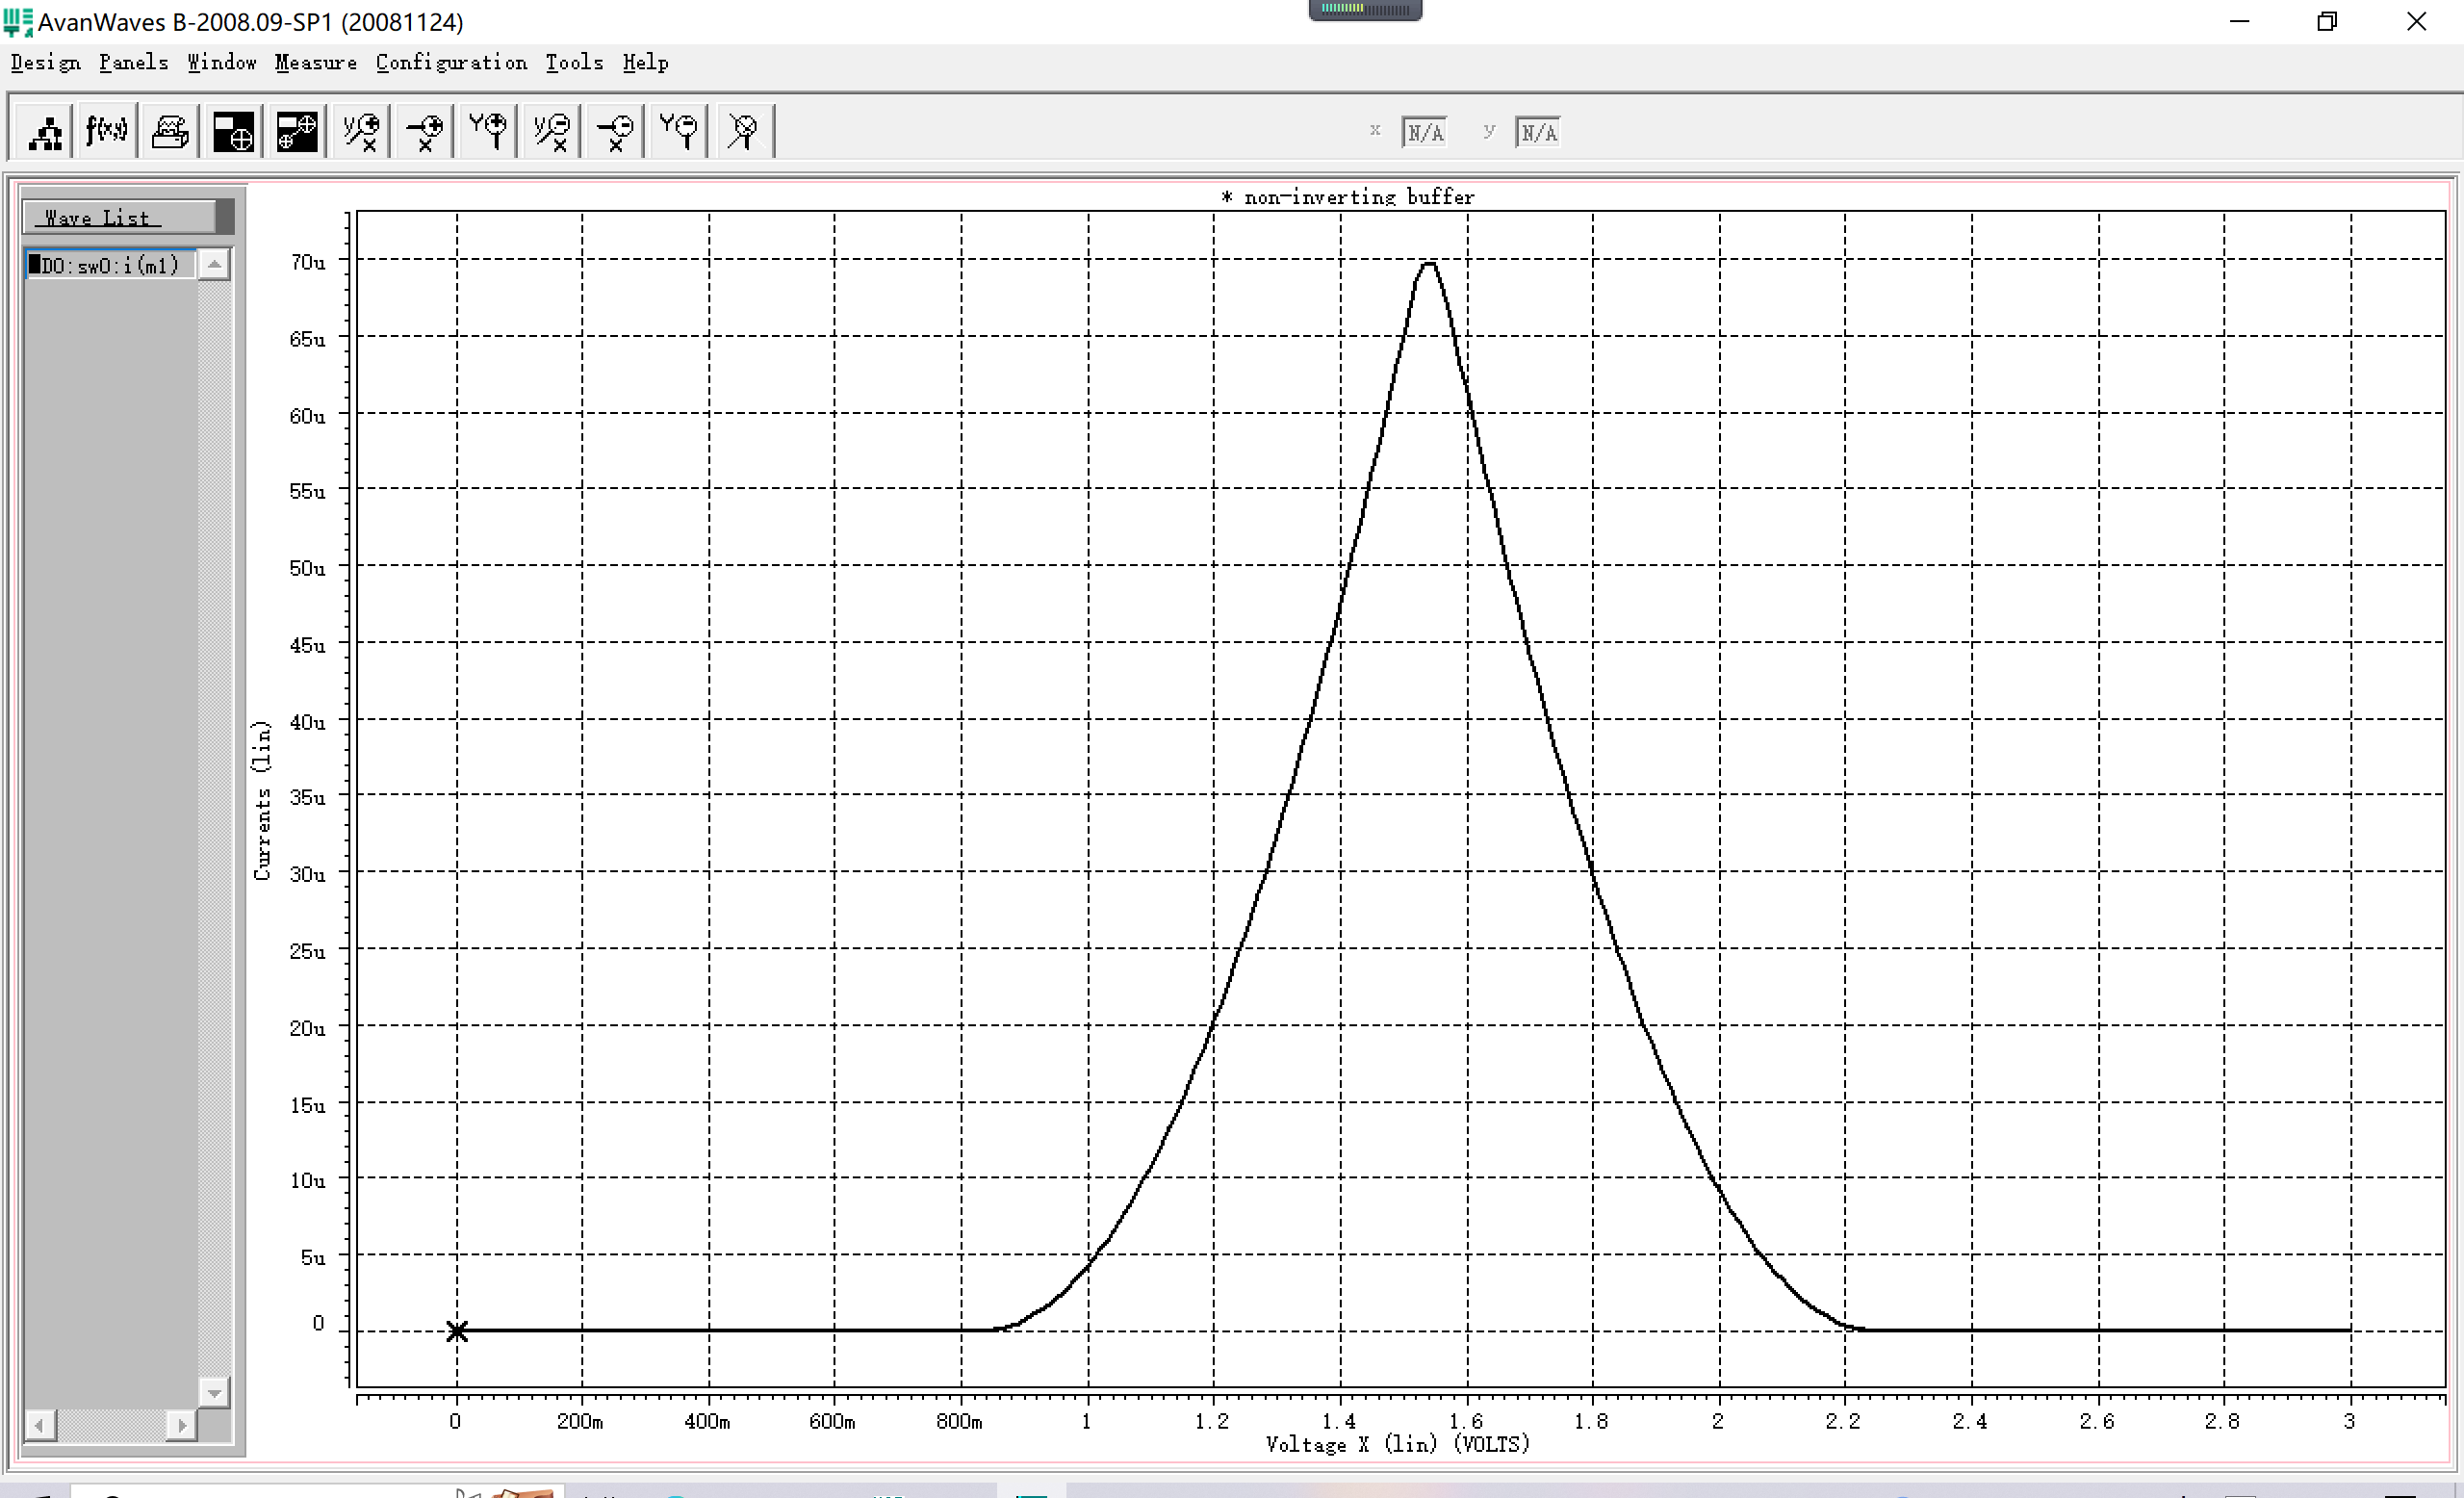 AvanWaves B-2008.09-SP1 (20081124)
Design Panels Window Measure Configuration Tools Help
f(x,y) x N/A y N/A
* non-inverting buffer
Wave List
D0:sw0:i(m1)
70u
65u
60u
55u
50u
45u
40u
35u
30u
25u
20u
15u
10u
5u
0
Currents (lin)
0 200m 400m 600m 800m 1 1.2 1.4 1.6 1.8 2 2.2 2.4 2.6 2.8 3
Voltage X (lin) (VOLTS)